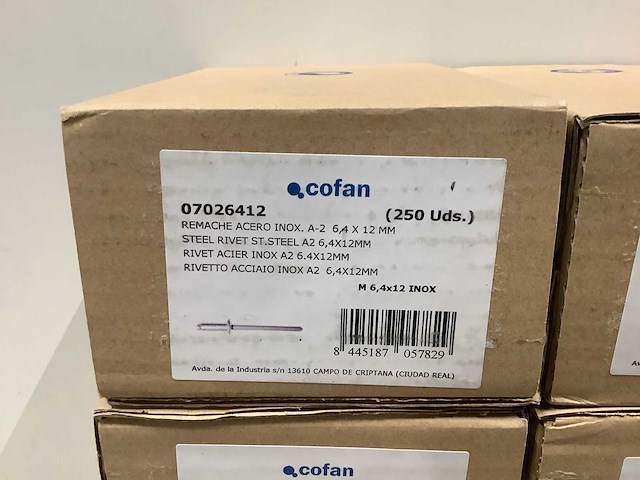 cofan
07026412 (250 Uds.)
REMACHE ACERO INOX. A-2 6,4 X 12 MM
STEEL RIVET ST.STEEL A2 6,4X12MM
RIVET ACIER INOX A2 6.4X12MM
RIVETTO ACCIAIO INOX A2 6,4X12MM
M 6,4x12 INOX
8 445187 057829
Avda. de la Industria s/n 13610 CAMPO DE CRIPTANA (CIUDAD REAL)
cofan